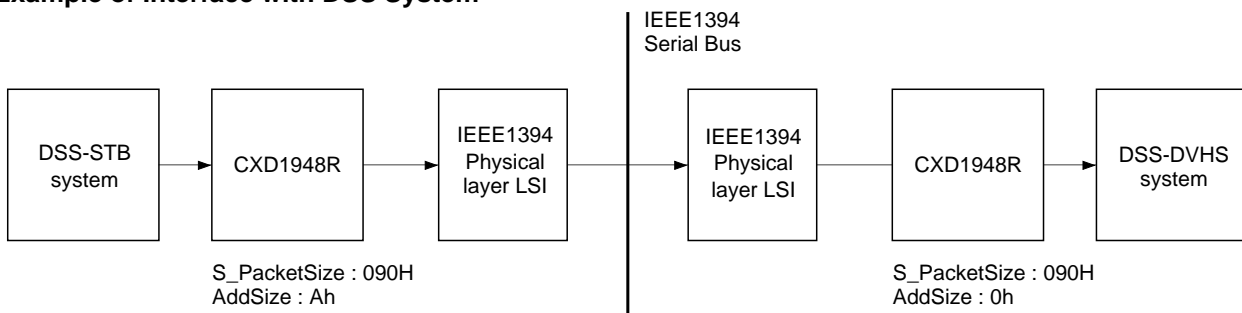 Example of Interface with DSS System
IEEE1394
Serial Bus
DSS-STB
system
CXD1948R
IEEE1394
Physical
layer LSI
IEEE1394
Physical
layer LSI
CXD1948R
DSS-DVHS
system
S_PacketSize : 090H
AddSize : Ah
S_PacketSize : 090H
AddSize : 0h